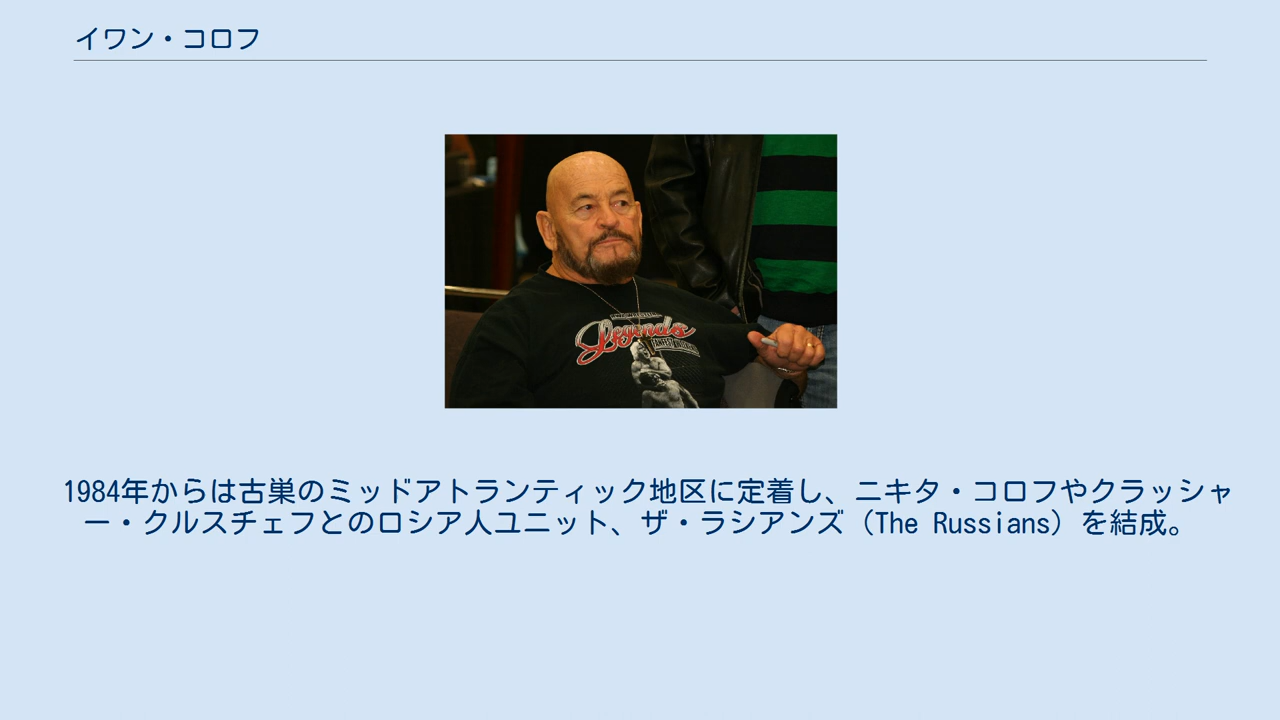 イワン・コロフ
Legends
1984年からは古巣のミッドアトランティック地区に定着し、ニキタ・コロフやクラッシャ
ー・クルスチェフとのロシア人ユニット、ザ・ラシアンズ（The Russians）を結成。